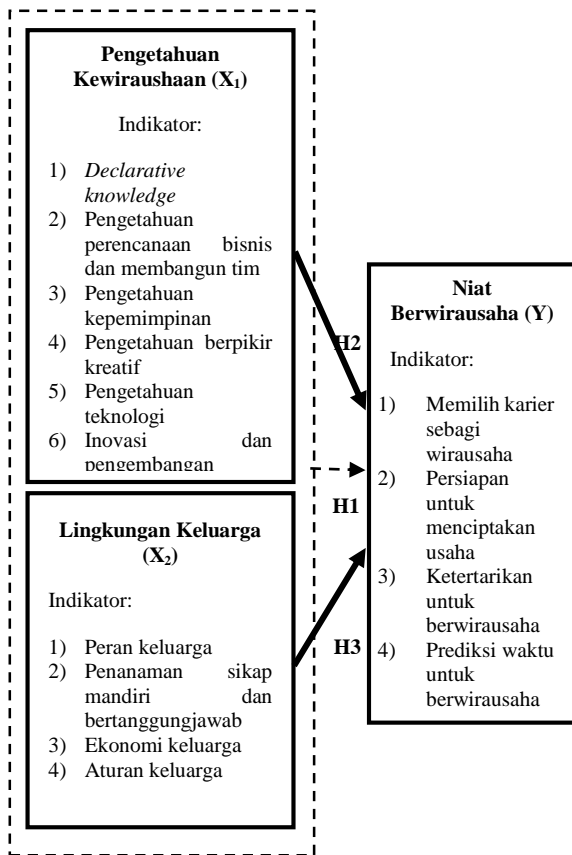 Pengetahuan
Kewiraushaan (X₁)
Indikator:
1) Declarative
knowledge
2) Pengetahuan
perencanaan bisnis
dan membangun tim
3) Pengetahuan
kepemimpinan
4) Pengetahuan berpikir
kreatif
5) Pengetahuan
teknologi
6) Inovasi dan
pengembangan
Lingkungan Keluarga
(X₂)
Indikator:
1) Peran keluarga
2) Penanaman sikap
mandiri dan
bertanggungjawab
3) Ekonomi keluarga
4) Aturan keluarga
H2
H1
H3
Niat
Berwirausaha (Y)
Indikator:
1) Memilih karier
sebagi
wirausaha
2) Persiapan
untuk
menciptakan
usaha
3) Ketertarikan
untuk
berwirausaha
4) Prediksi waktu
untuk
berwirausaha